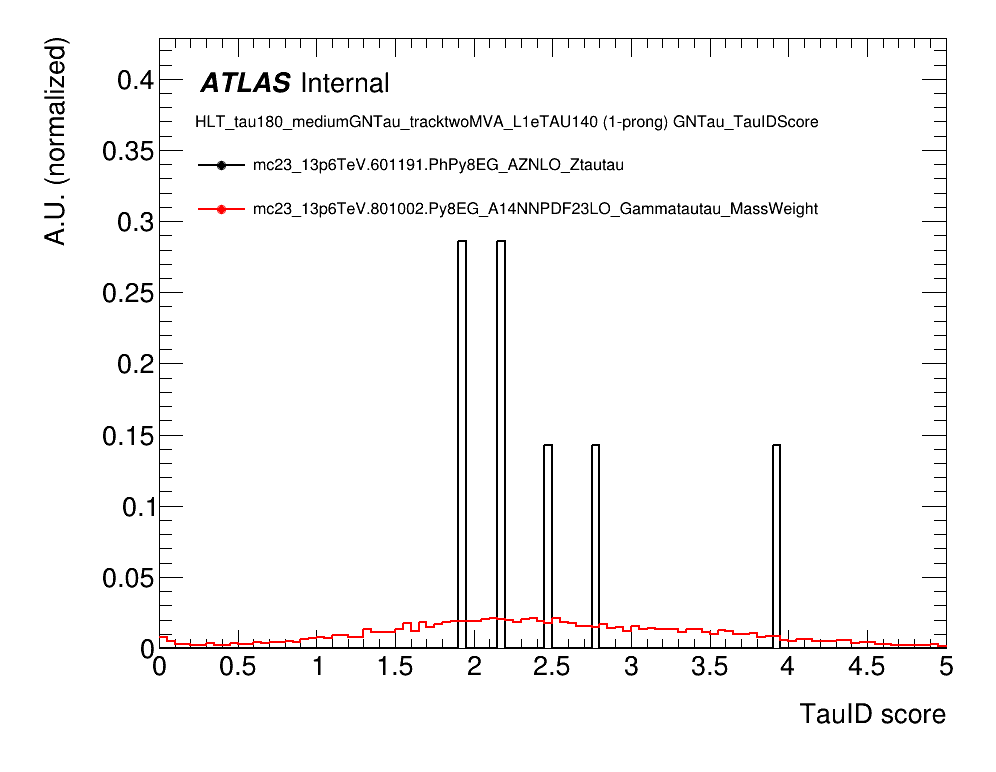 A.U. (normalized)
0.4
0.35
0.3
0.25
0.2
0.15
0.1
0.05
0
ATLAS Internal
HLT_tau180_mediumGNTau_tracktwoMVA_L1eTAU140 (1-prong) GNTau_TauIDScore
mc23_13p6TeV.601191.PhPy8EG_AZNLO_Ztautau
mc23_13p6TeV.801002.Py8EG_A14NNPDF23LO_Gammatautau_MassWeight
0 0.5 1 1.5 2 2.5 3 3.5 4 4.5 5
TauID score